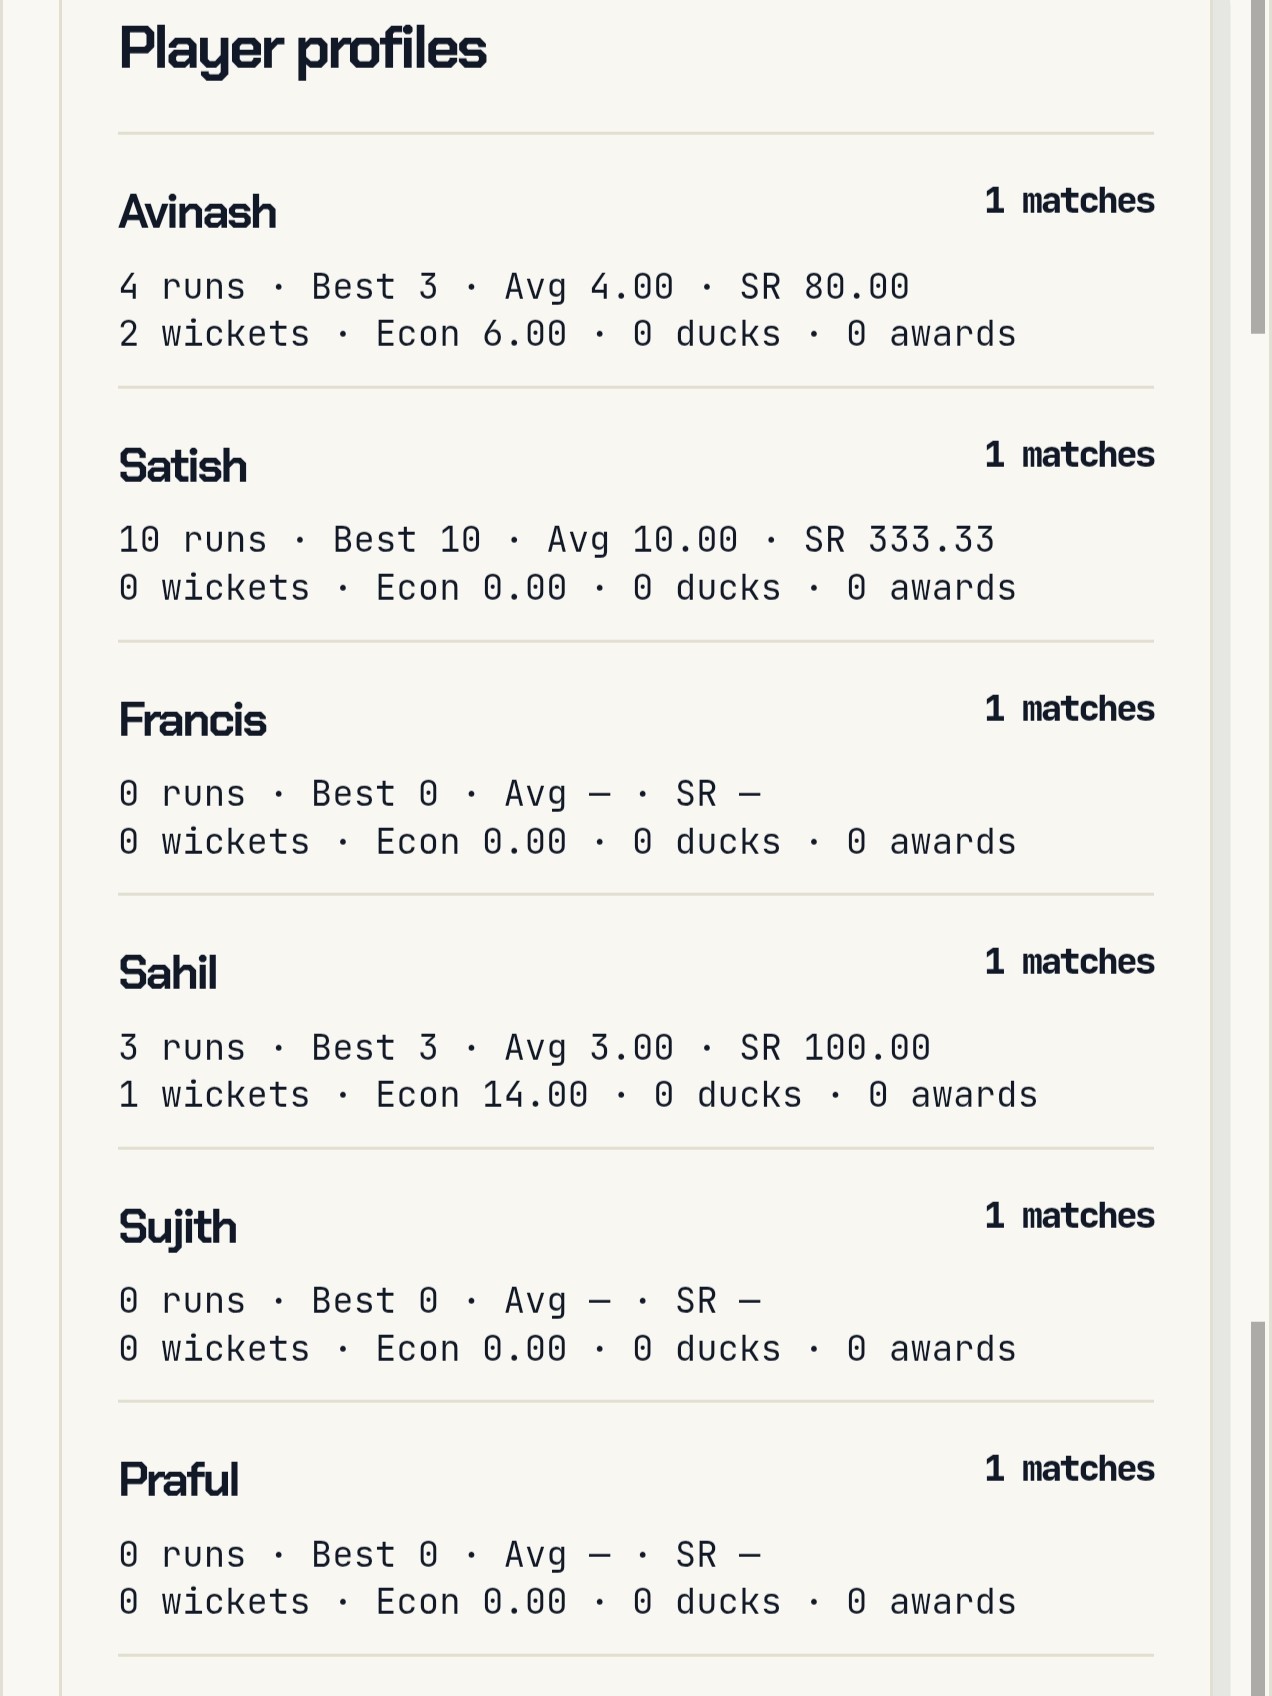 Player profiles
Avinash
1 matches
4 runs · Best 3 · Avg 4.00 · SR 80.00
2 wickets · Econ 6.00 · 0 ducks · 0 awards
Satish
1 matches
10 runs · Best 10 · Avg 10.00 · SR 333.33
0 wickets · Econ 0.00 · 0 ducks · 0 awards
Francis
1 matches
0 runs · Best 0 · Avg — · SR —
0 wickets · Econ 0.00 · 0 ducks · 0 awards
Sahil
1 matches
3 runs · Best 3 · Avg 3.00 · SR 100.00
1 wickets · Econ 14.00 · 0 ducks · 0 awards
Sujith
1 matches
0 runs · Best 0 · Avg — · SR —
0 wickets · Econ 0.00 · 0 ducks · 0 awards
Praful
1 matches
0 runs · Best 0 · Avg — · SR —
0 wickets · Econ 0.00 · 0 ducks · 0 awards